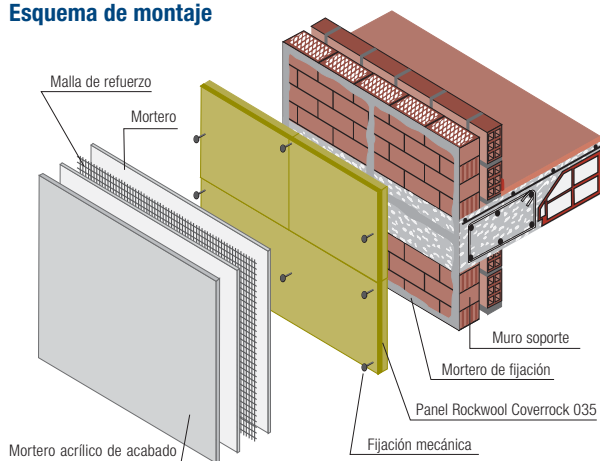 Esquema de montaje
Malla de refuerzo
Mortero
Muro soporte
Mortero de fijación
Panel Rockwool Coverrock 035
Fijación mecánica
Mortero acrílico de acabado